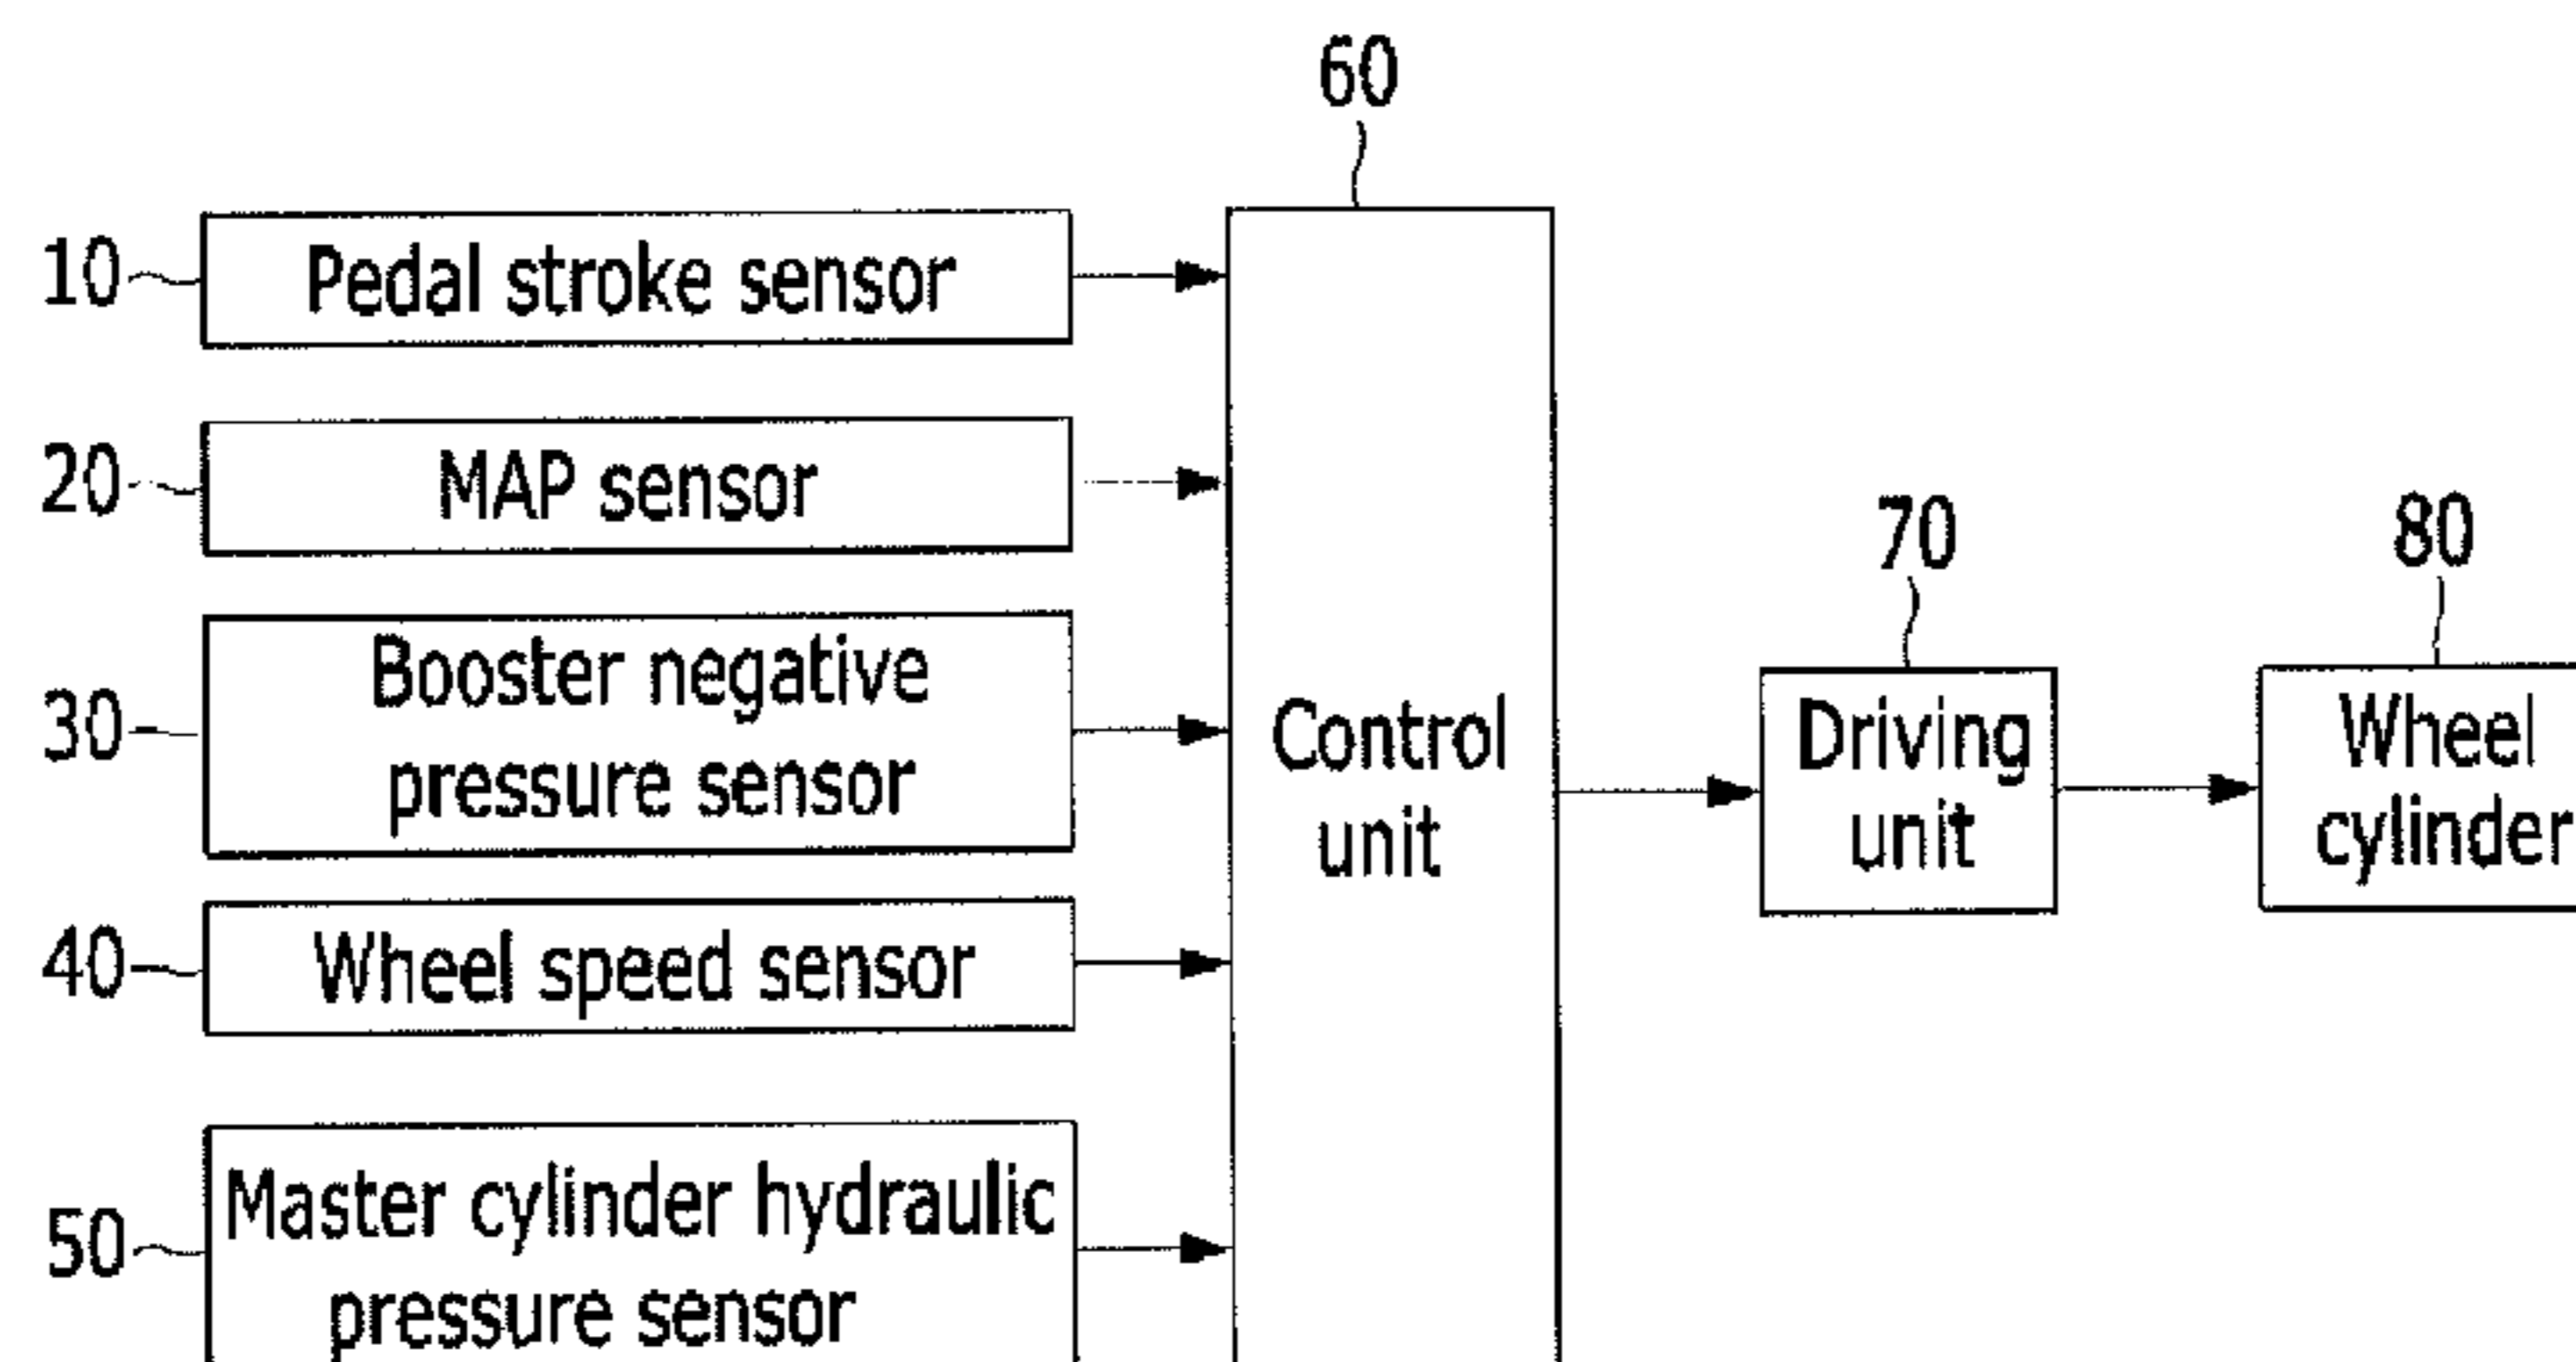 60
10
Pedal stroke sensor
20
MAP sensor
30
Booster negative
pressure sensor
40
Wheel speed sensor
50
Master cylinder hydraulic
pressure sensor
Control
unit
70
Driving
unit
80
Wheel
cylinder